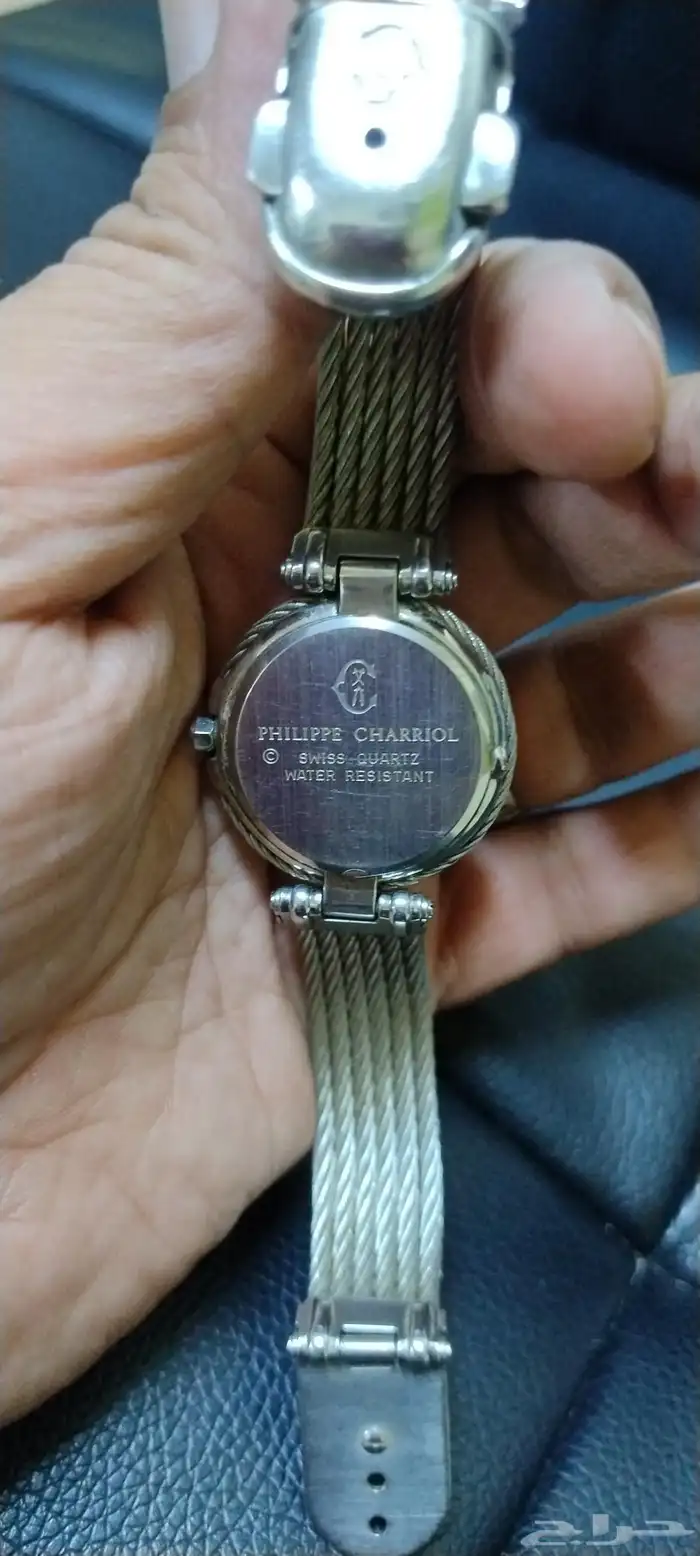 PHILIPPE CHARRIOL
© SWISS-QUARTZ
WATER RESISTANT
حراج